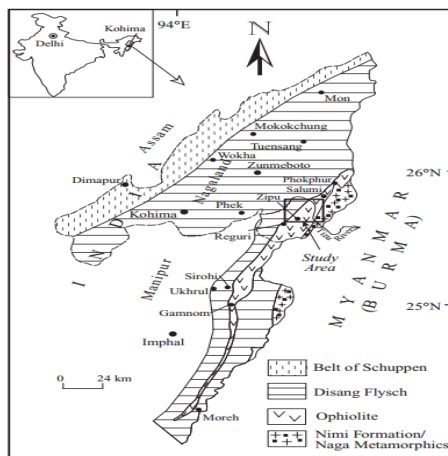 Kohima
94°E
Delhi
N
Mon
Assam
Mokokchung
Tuensang
Wokha
Zunmeboto
Nagaland
26°N
Phokphur
Salumi
Dimapur
Zipu
Kohima
Phek
Reguri
Tizu River
Study
Area
INDIA
MYANMAR
(BURMA)
Manipur
Sirohi
Ukhrul
Gamnom
25°N
Imphal
0 24 km
Moreh
Belt of Schuppen
Disang Flysch
Ophiolite
Nimi Formation/
Naga Metamorphics